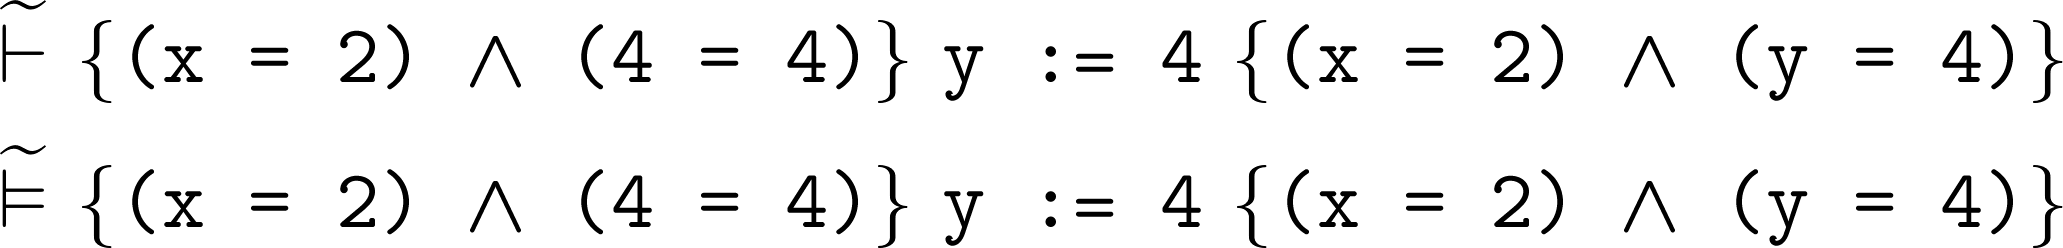 ⊢̃ {(x = 2) ∧ (4 = 4)} y := 4 {(x = 2) ∧ (y = 4)}
⊨̃ {(x = 2) ∧ (4 = 4)} y := 4 {(x = 2) ∧ (y = 4)}